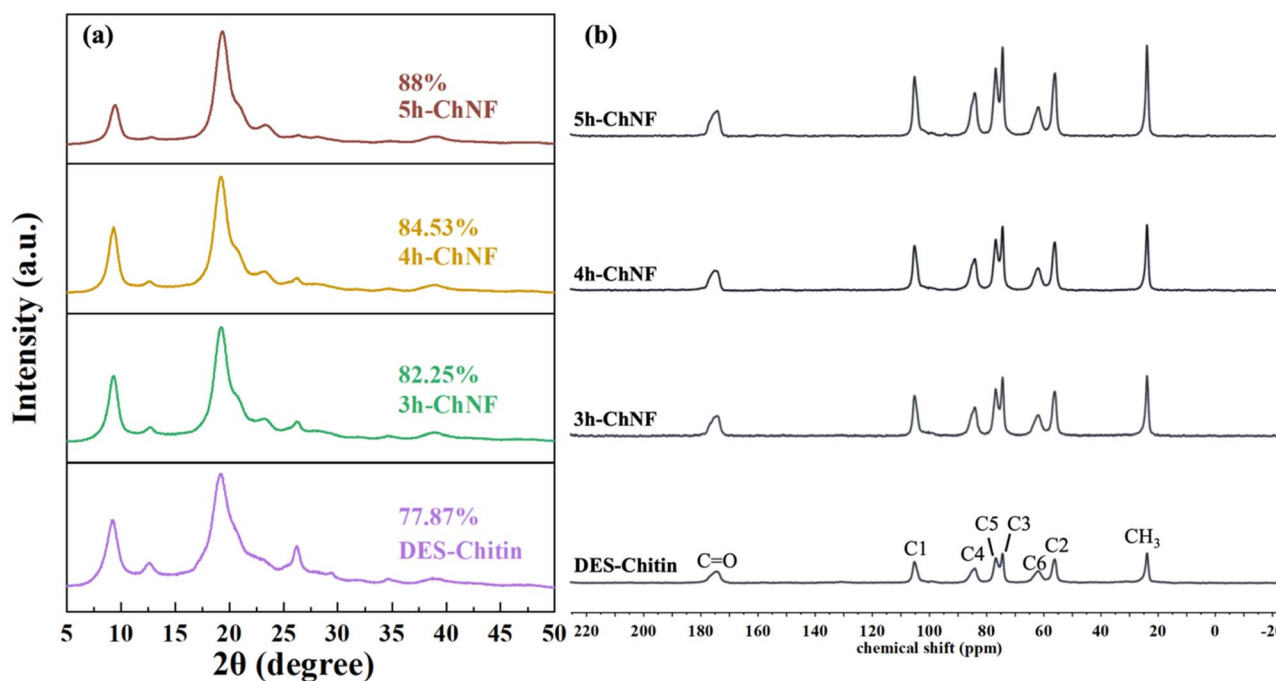 (a)
88%
5h-ChNF
84.53%
4h-ChNF
82.25%
3h-ChNF
77.87%
DES-Chitin
Intensity (a.u.)
5 10 15 20 25 30 35 40 45 50
2θ (degree)
(b)
5h-ChNF
4h-ChNF
3h-ChNF
DES-Chitin
C=O
C1
C4
C5
C3
C6
C2
CH₃
220 200 180 160 140 120 100 80 60 40 20 0 -20
chemical shift (ppm)